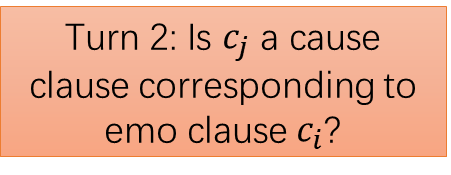 Turn 2: Is c_j a cause
clause corresponding to
emo clause c_i?